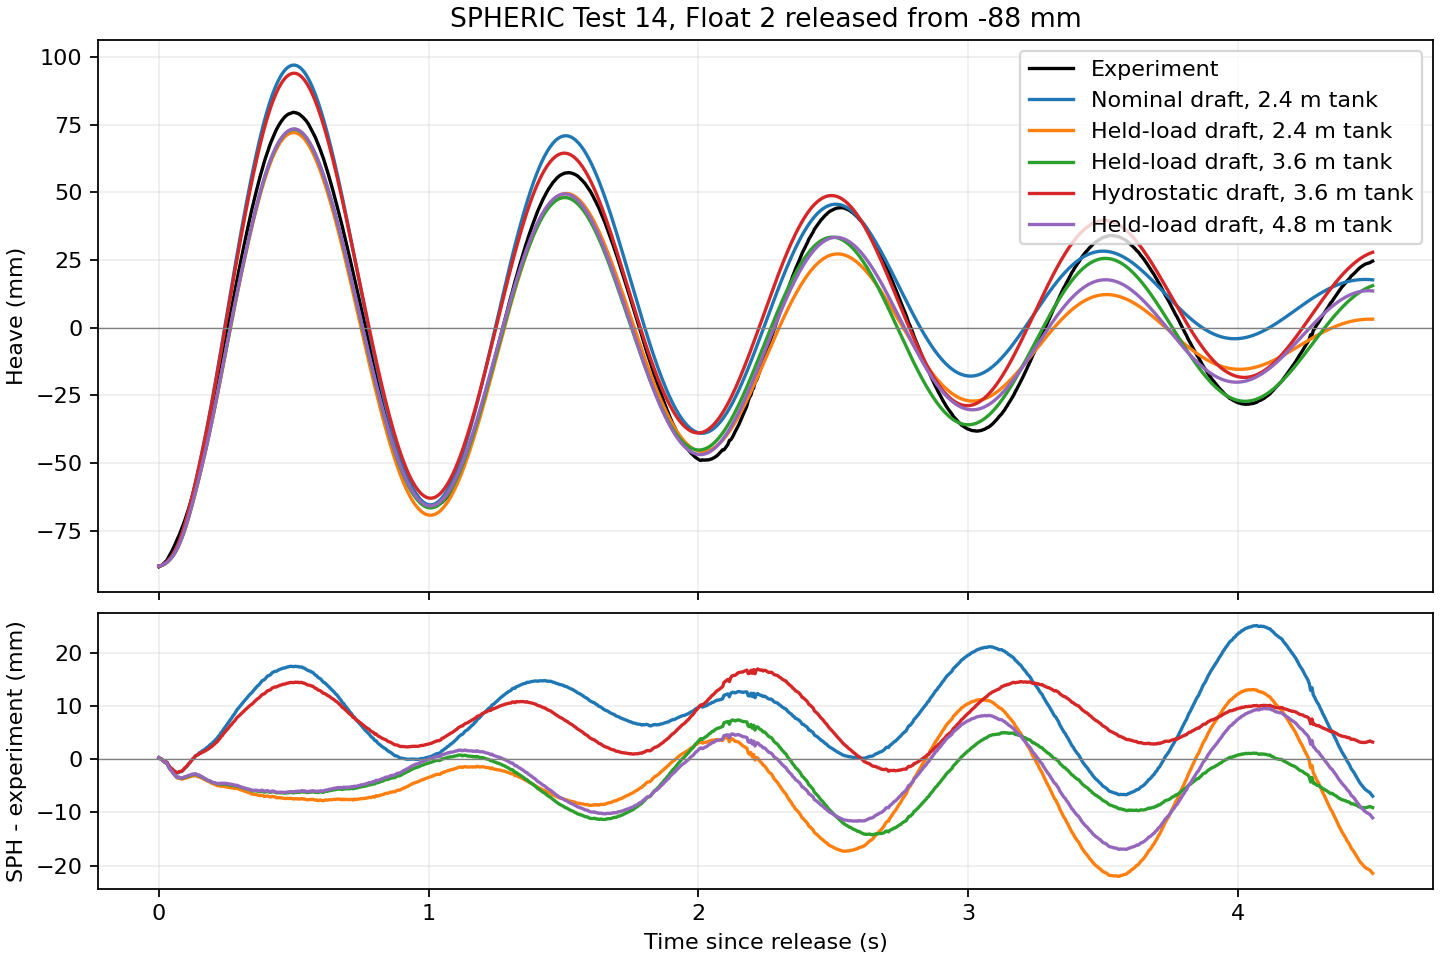 SPHERIC Test 14, Float 2 released from -88 mm
Heave (mm)
100
75
50
25
0
−25
−50
−75
Experiment
Nominal draft, 2.4 m tank
Held-load draft, 2.4 m tank
Held-load draft, 3.6 m tank
Hydrostatic draft, 3.6 m tank
Held-load draft, 4.8 m tank
SPH - experiment (mm)
20
10
0
−10
−20
0 1 2 3 4
Time since release (s)